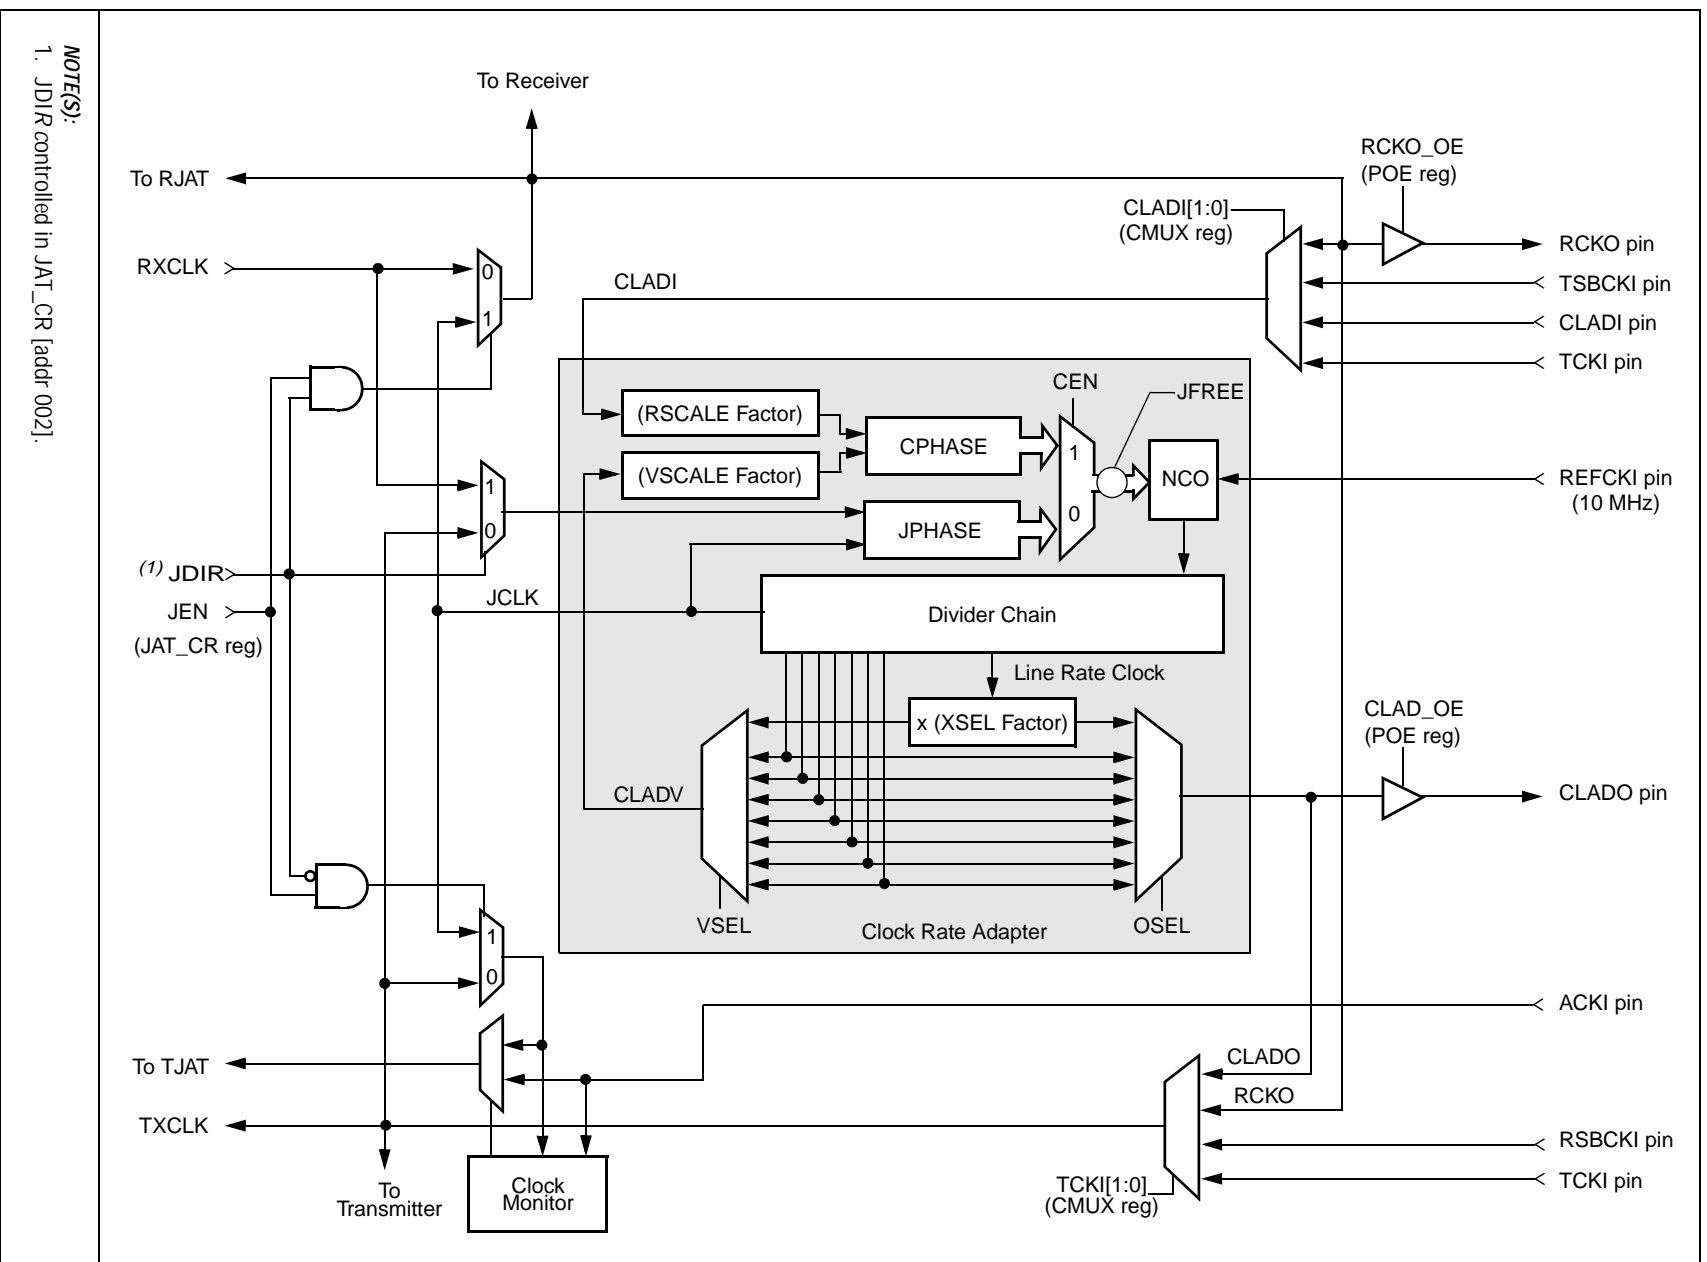 NOTE(S):
1. JDIR controlled in JAT_CR [addr 002].
To Receiver
To RJAT
RCKO_OE
(POE reg)
CLADI[1:0]
(CMUX reg)
RCKO pin
RXCLK
0
1
CLADI
TSBCKI pin
CLADI pin
TCKI pin
CEN
JFREE
(RSCALE Factor)
CPHASE
1
NCO
REFCKI pin
(10 MHz)
(VSCALE Factor)
1
0
0
JPHASE
(1) JDIR
JEN
(JAT_CR reg)
JCLK
Divider Chain
Line Rate Clock
x (XSEL Factor)
CLAD_OE
(POE reg)
CLADV
CLADO pin
VSEL
Clock Rate Adapter
OSEL
1
0
ACKI pin
To TJAT
CLADO
RCKO
TXCLK
RSBCKI pin
TCKI pin
To
Transmitter
Clock
Monitor
TCKI[1:0]
(CMUX reg)